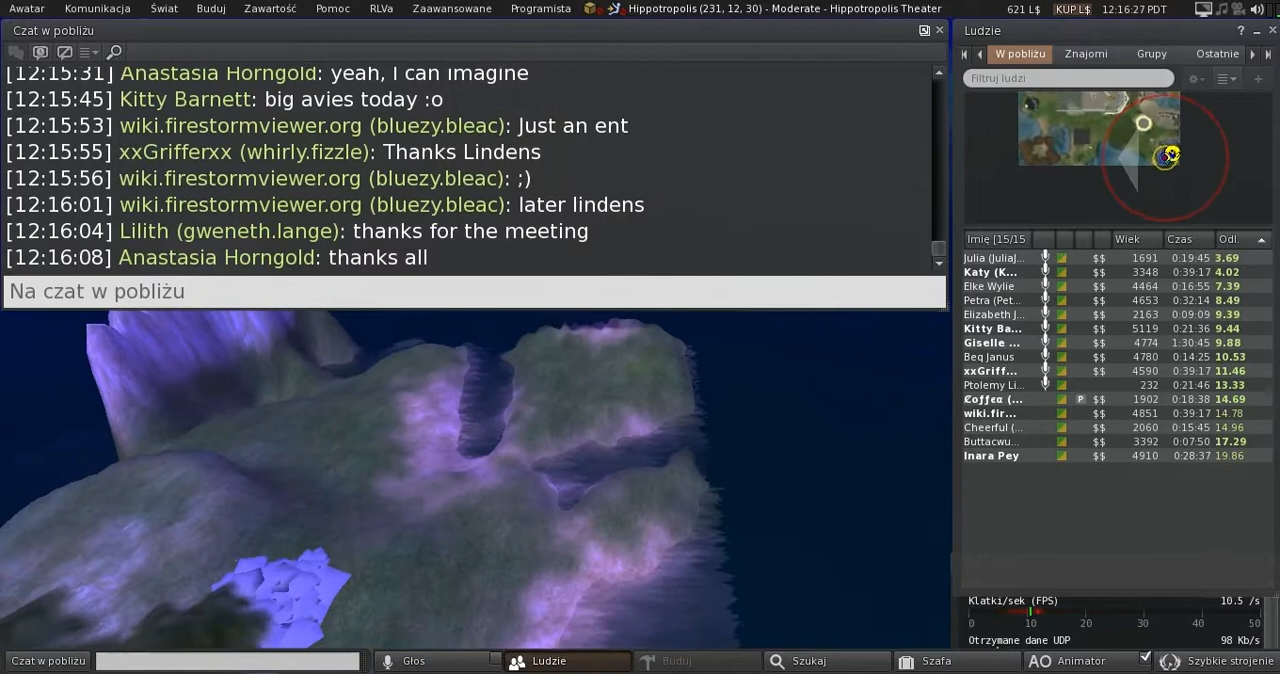 Awatar Komunikacja Świat Buduj Zawartość Pomoc RLVa Zaawansowane Programista Hippotropolis (231, 12, 30) - Moderate - Hippotropolis Theater 621 L$ KUP L$ 12:16:27 PDT
Czat w pobliżu
[12:15:31] Anastasia Horngold: yeah, I can imagine
[12:15:45] Kitty Barnett: big avies today :o
[12:15:53] wiki.firestormviewer.org (bluezy.bleac): Just an ent
[12:15:55] xxGrifferxx (whirly.fizzle): Thanks Lindens
[12:15:56] wiki.firestormviewer.org (bluezy.bleac): ;)
[12:16:01] wiki.firestormviewer.org (bluezy.bleac): later lindens
[12:16:04] Lilith (gweneth.lange): thanks for the meeting
[12:16:08] Anastasia Horngold: thanks all
Na czat w pobliżu
Ludzie
W pobliżu Znajomi Grupy Ostatnie
Filtruj ludzi
Imię [15/15 Wiek Czas Odl.
Julia (JuliaJ... $$ 1691 0:19:45 3.69
Katy (K... $$ 3348 0:39:17 4.02
Elke Wylie $$ 4464 0:16:55 7.39
Petra (Pet... $$ 4653 0:32:14 8.49
Elizabeth J... $$ 2163 0:09:09 9.39
Kitty Ba... $$ 5119 0:21:36 9.44
Giselle ... $$ 4774 1:30:45 9.88
Beq Janus $$ 4780 0:14:25 10.53
xxGriff... $$ 4590 0:39:17 11.46
Ptolemy Li... 232 0:21:46 13.33
P $$ 1902 0:18:38 14.69
wiki.fir... $$ 4851 0:39:17 14.78
Cheerful (... $$ 2060 0:15:45 14.96
Buttacwu... $$ 3392 0:07:50 17.29
Inara Pey $$ 4910 0:28:37 19.86
Klatki/sek (FPS) 10.5 /s
0 10 20 30 40 50
Otrzymane dane UDP 98 Kb/s
Czat w pobliżu Głos Ludzie Buduj Szukaj Szafa AO Animator Szybkie strojenie